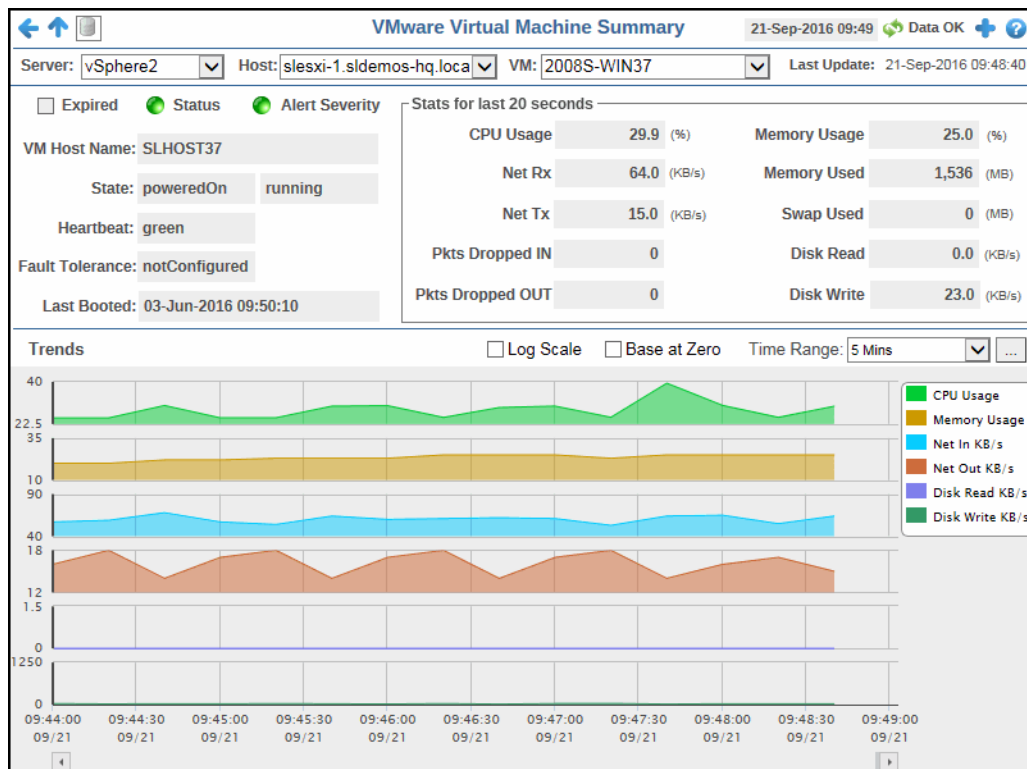 VMware Virtual Machine Summary 21-Sep-2016 09:49 Data OK ?
Server: vSphere2 Host: slesxi-1.sldemos-hq.loca VM: 2008S-WIN37 Last Update: 21-Sep-2016 09:48:40
Expired Status Alert Severity
Stats for last 20 seconds
VM Host Name: SLHOST37
State: poweredOn running
Heartbeat: green
Fault Tolerance: notConfigured
Last Booted: 03-Jun-2016 09:50:10
CPU Usage 29.9 (%) Memory Usage 25.0 (%)
Net Rx 64.0 (KB/s) Memory Used 1,536 (MB)
Net Tx 15.0 (KB/s) Swap Used 0 (MB)
Pkts Dropped IN 0 Disk Read 0.0 (KB/s)
Pkts Dropped OUT 0 Disk Write 23.0 (KB/s)
Trends Log Scale Base at Zero Time Range: 5 Mins ...
40
22.5
35
10
90
40
18
12
1.5
0
1250
0
CPU Usage
Memory Usage
Net In KB/s
Net Out KB/s
Disk Read KB/s
Disk Write KB/s
09:44:00 09:44:30 09:45:00 09:45:30 09:46:00 09:46:30 09:47:00 09:47:30 09:48:00 09:48:30 09:49:00
09/21 09/21 09/21 09/21 09/21 09/21 09/21 09/21 09/21 09/21 09/21